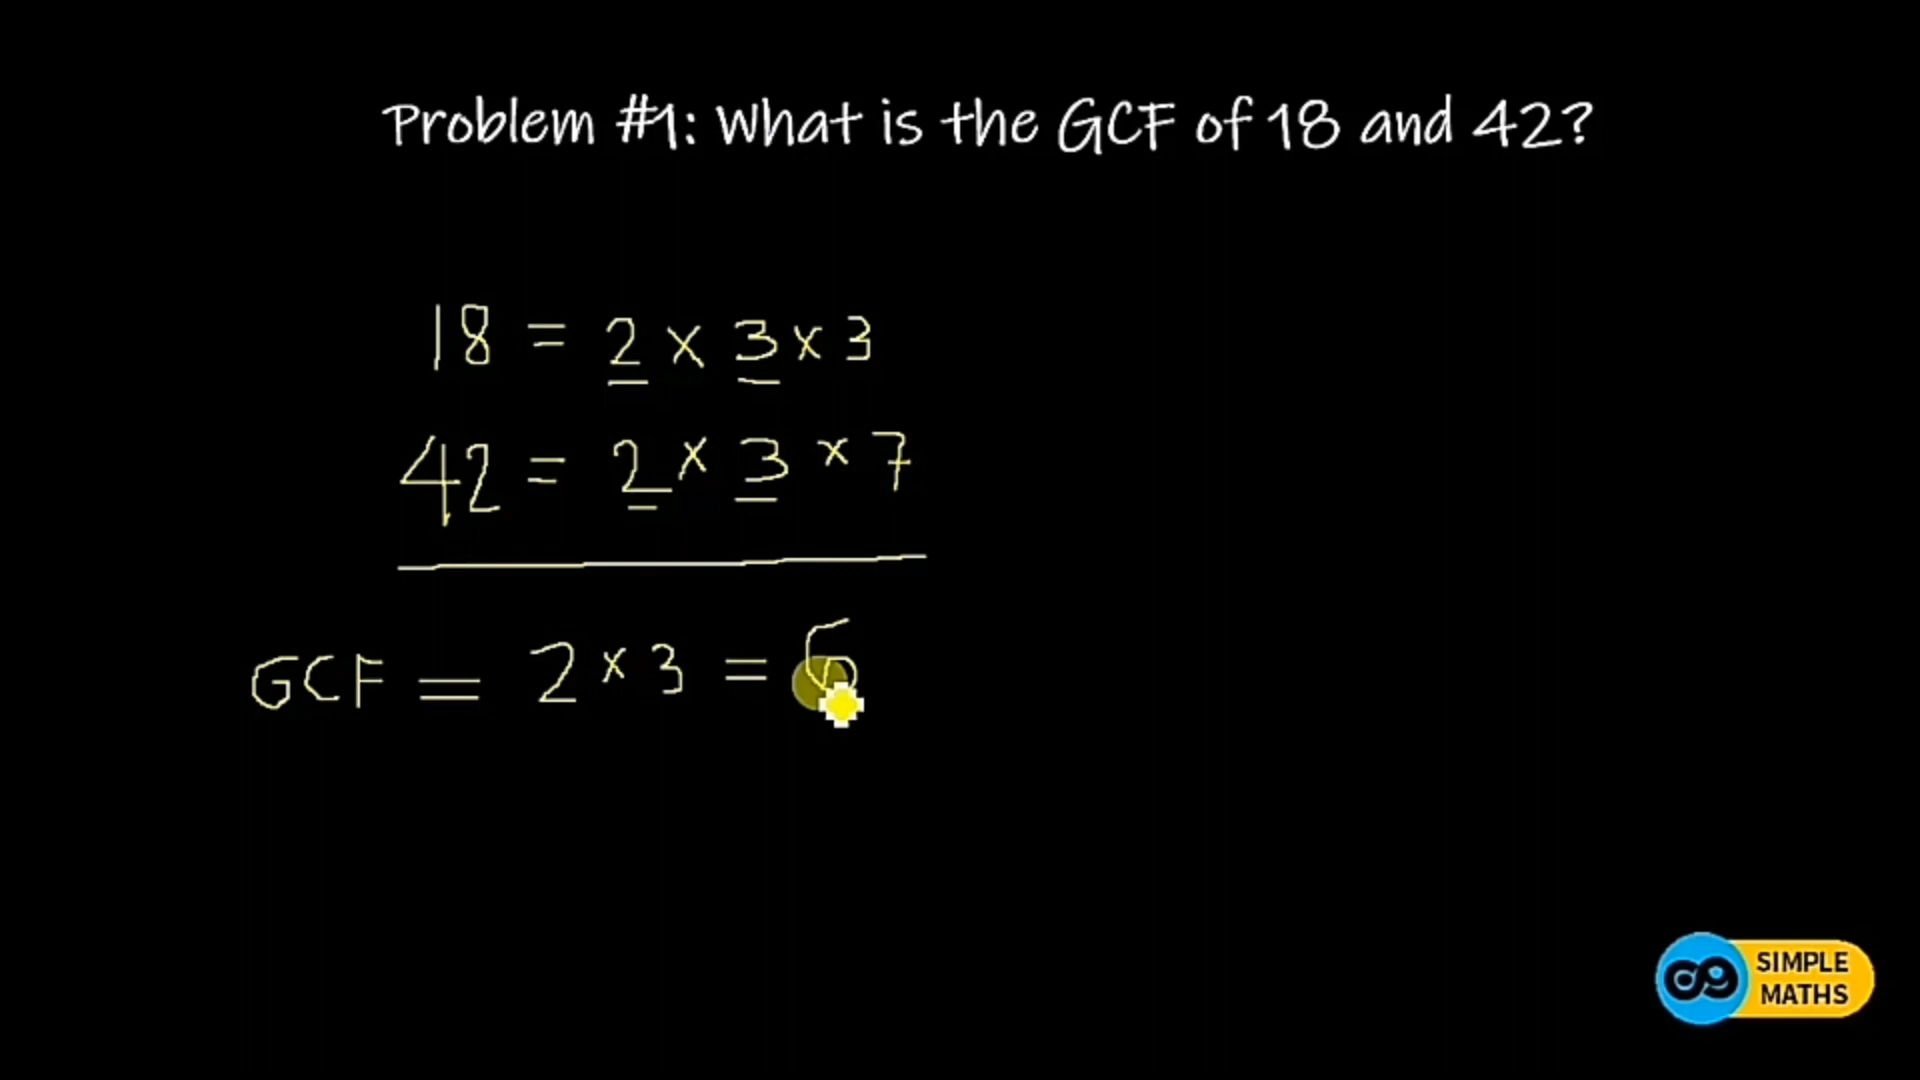 Problem #1: What is the GCF of 18 and 42?
18 = 2 x 3 x 3
42 = 2 x 3 x 7
GCF = 2 x 3 = 6
SIMPLE
MATHS